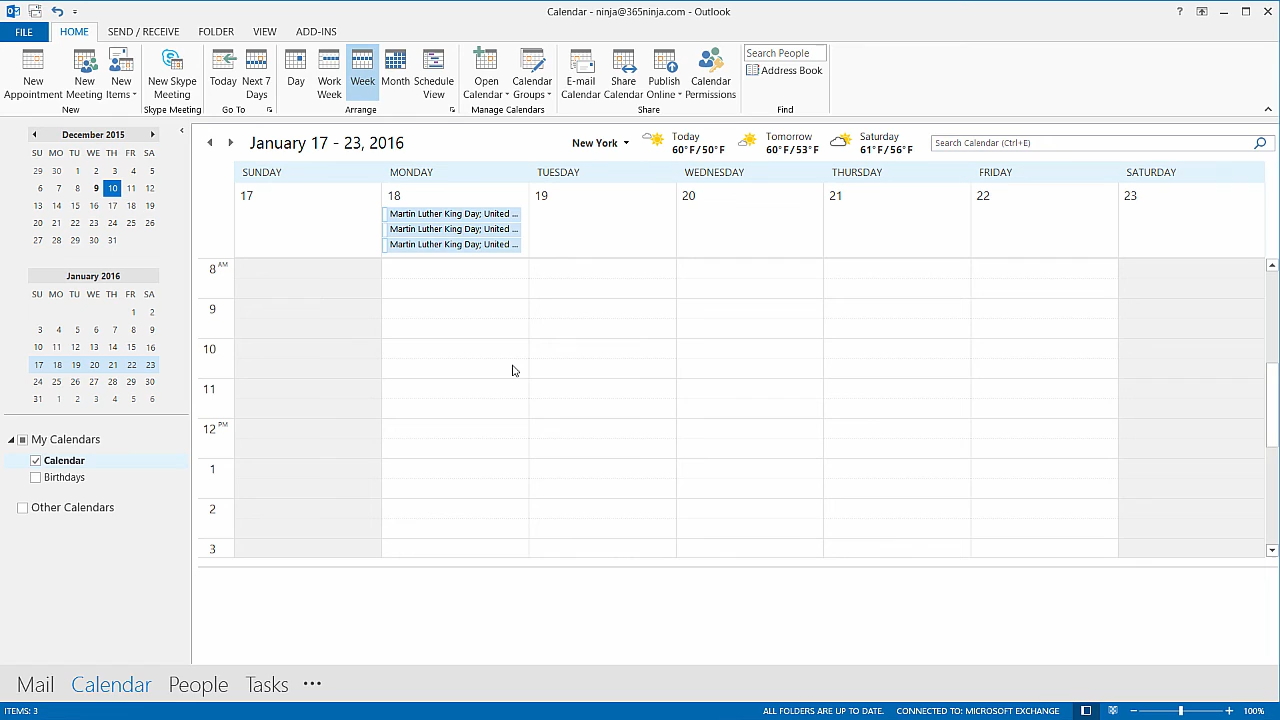 Calendar - ninja@365ninja.com - Outlook
?
FILE HOME SEND / RECEIVE FOLDER VIEW ADD-INS
New Appointment
New Meeting
New Items
New
New Skype Meeting
Skype Meeting
Today
Next 7 Days
Go To
Day
Work Week
Week
Month
Schedule View
Arrange
Open Calendar
Calendar Groups
Manage Calendars
E-mail Calendar
Share Calendar
Publish Online
Calendar Permissions
Share
Search People
Address Book
Find
December 2015
SU MO TU WE TH FR SA
29 30 1 2 3 4 5
6 7 8 9 10 11 12
13 14 15 16 17 18 19
20 21 22 23 24 25 26
27 28 29 30 31
January 2016
SU MO TU WE TH FR SA
1 2
3 4 5 6 7 8 9
10 11 12 13 14 15 16
17 18 19 20 21 22 23
24 25 26 27 28 29 30
31 1 2 3 4 5 6
My Calendars
Calendar
Birthdays
Other Calendars
January 17 - 23, 2016
New York
Today
60°F/50°F
Tomorrow
60°F/53°F
Saturday
61°F/56°F
Search Calendar (Ctrl+E)
SUNDAY MONDAY TUESDAY WEDNESDAY THURSDAY FRIDAY SATURDAY
17 18 19 20 21 22 23
Martin Luther King Day; United ...
Martin Luther King Day; United ...
Martin Luther King Day; United ...
8 AM
9
10
11
12 PM
1
2
3
Mail Calendar People Tasks •••
ITEMS: 3
ALL FOLDERS ARE UP TO DATE. CONNECTED TO: MICROSOFT EXCHANGE 100%